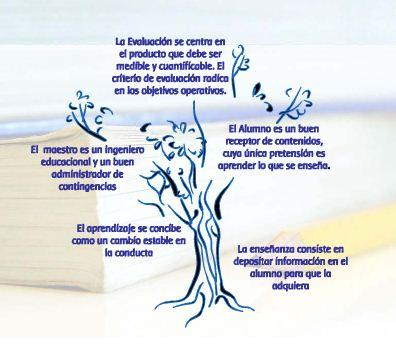 La Evaluación se centra en
el producto que debe ser
medible y cuantificable. El
criterio de evaluación radica
en los objetivos operativos.
El maestro es un ingeniero
educacional y un buen
administrador de
contingencias
El Alumno es un buen
receptor de contenidos,
cuya única pretensión es
aprender lo que se enseña.
El aprendizaje se concibe
como un cambio estable en
la conducta
La enseñanza consiste en
depositar información en el
alumno para que la
adquiera